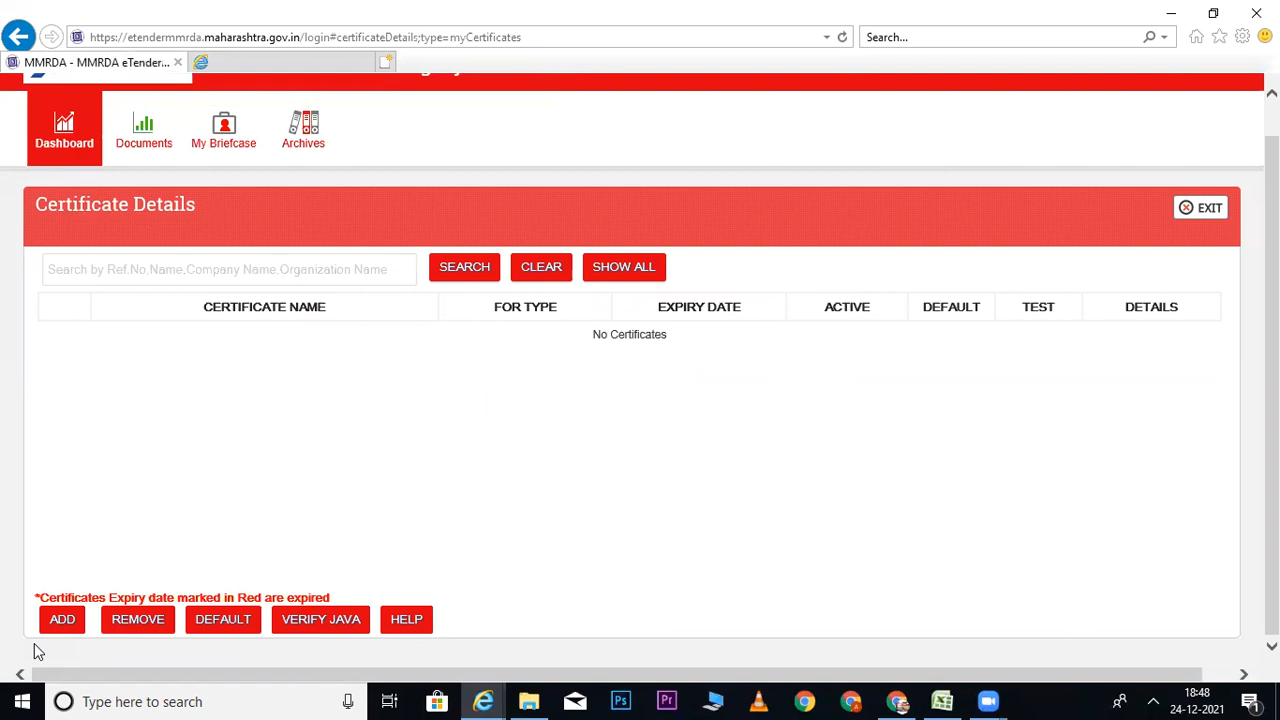 https://etendermmrda.maharashtra.gov.in/login#certificateDetails;type=myCertificates
Search...
MMRDA - MMRDA eTender...
Dashboard
Documents
My Briefcase
Archives
Certificate Details
EXIT
Search by Ref.No,Name,Company Name,Organization Name
SEARCH
CLEAR
SHOW ALL
CERTIFICATE NAME
FOR TYPE
EXPIRY DATE
ACTIVE
DEFAULT
TEST
DETAILS
No Certificates
*Certificates Expiry date marked in Red are expired
ADD
REMOVE
DEFAULT
VERIFY JAVA
HELP
Type here to search
Ps
Pr
18:48
24-12-2021
1